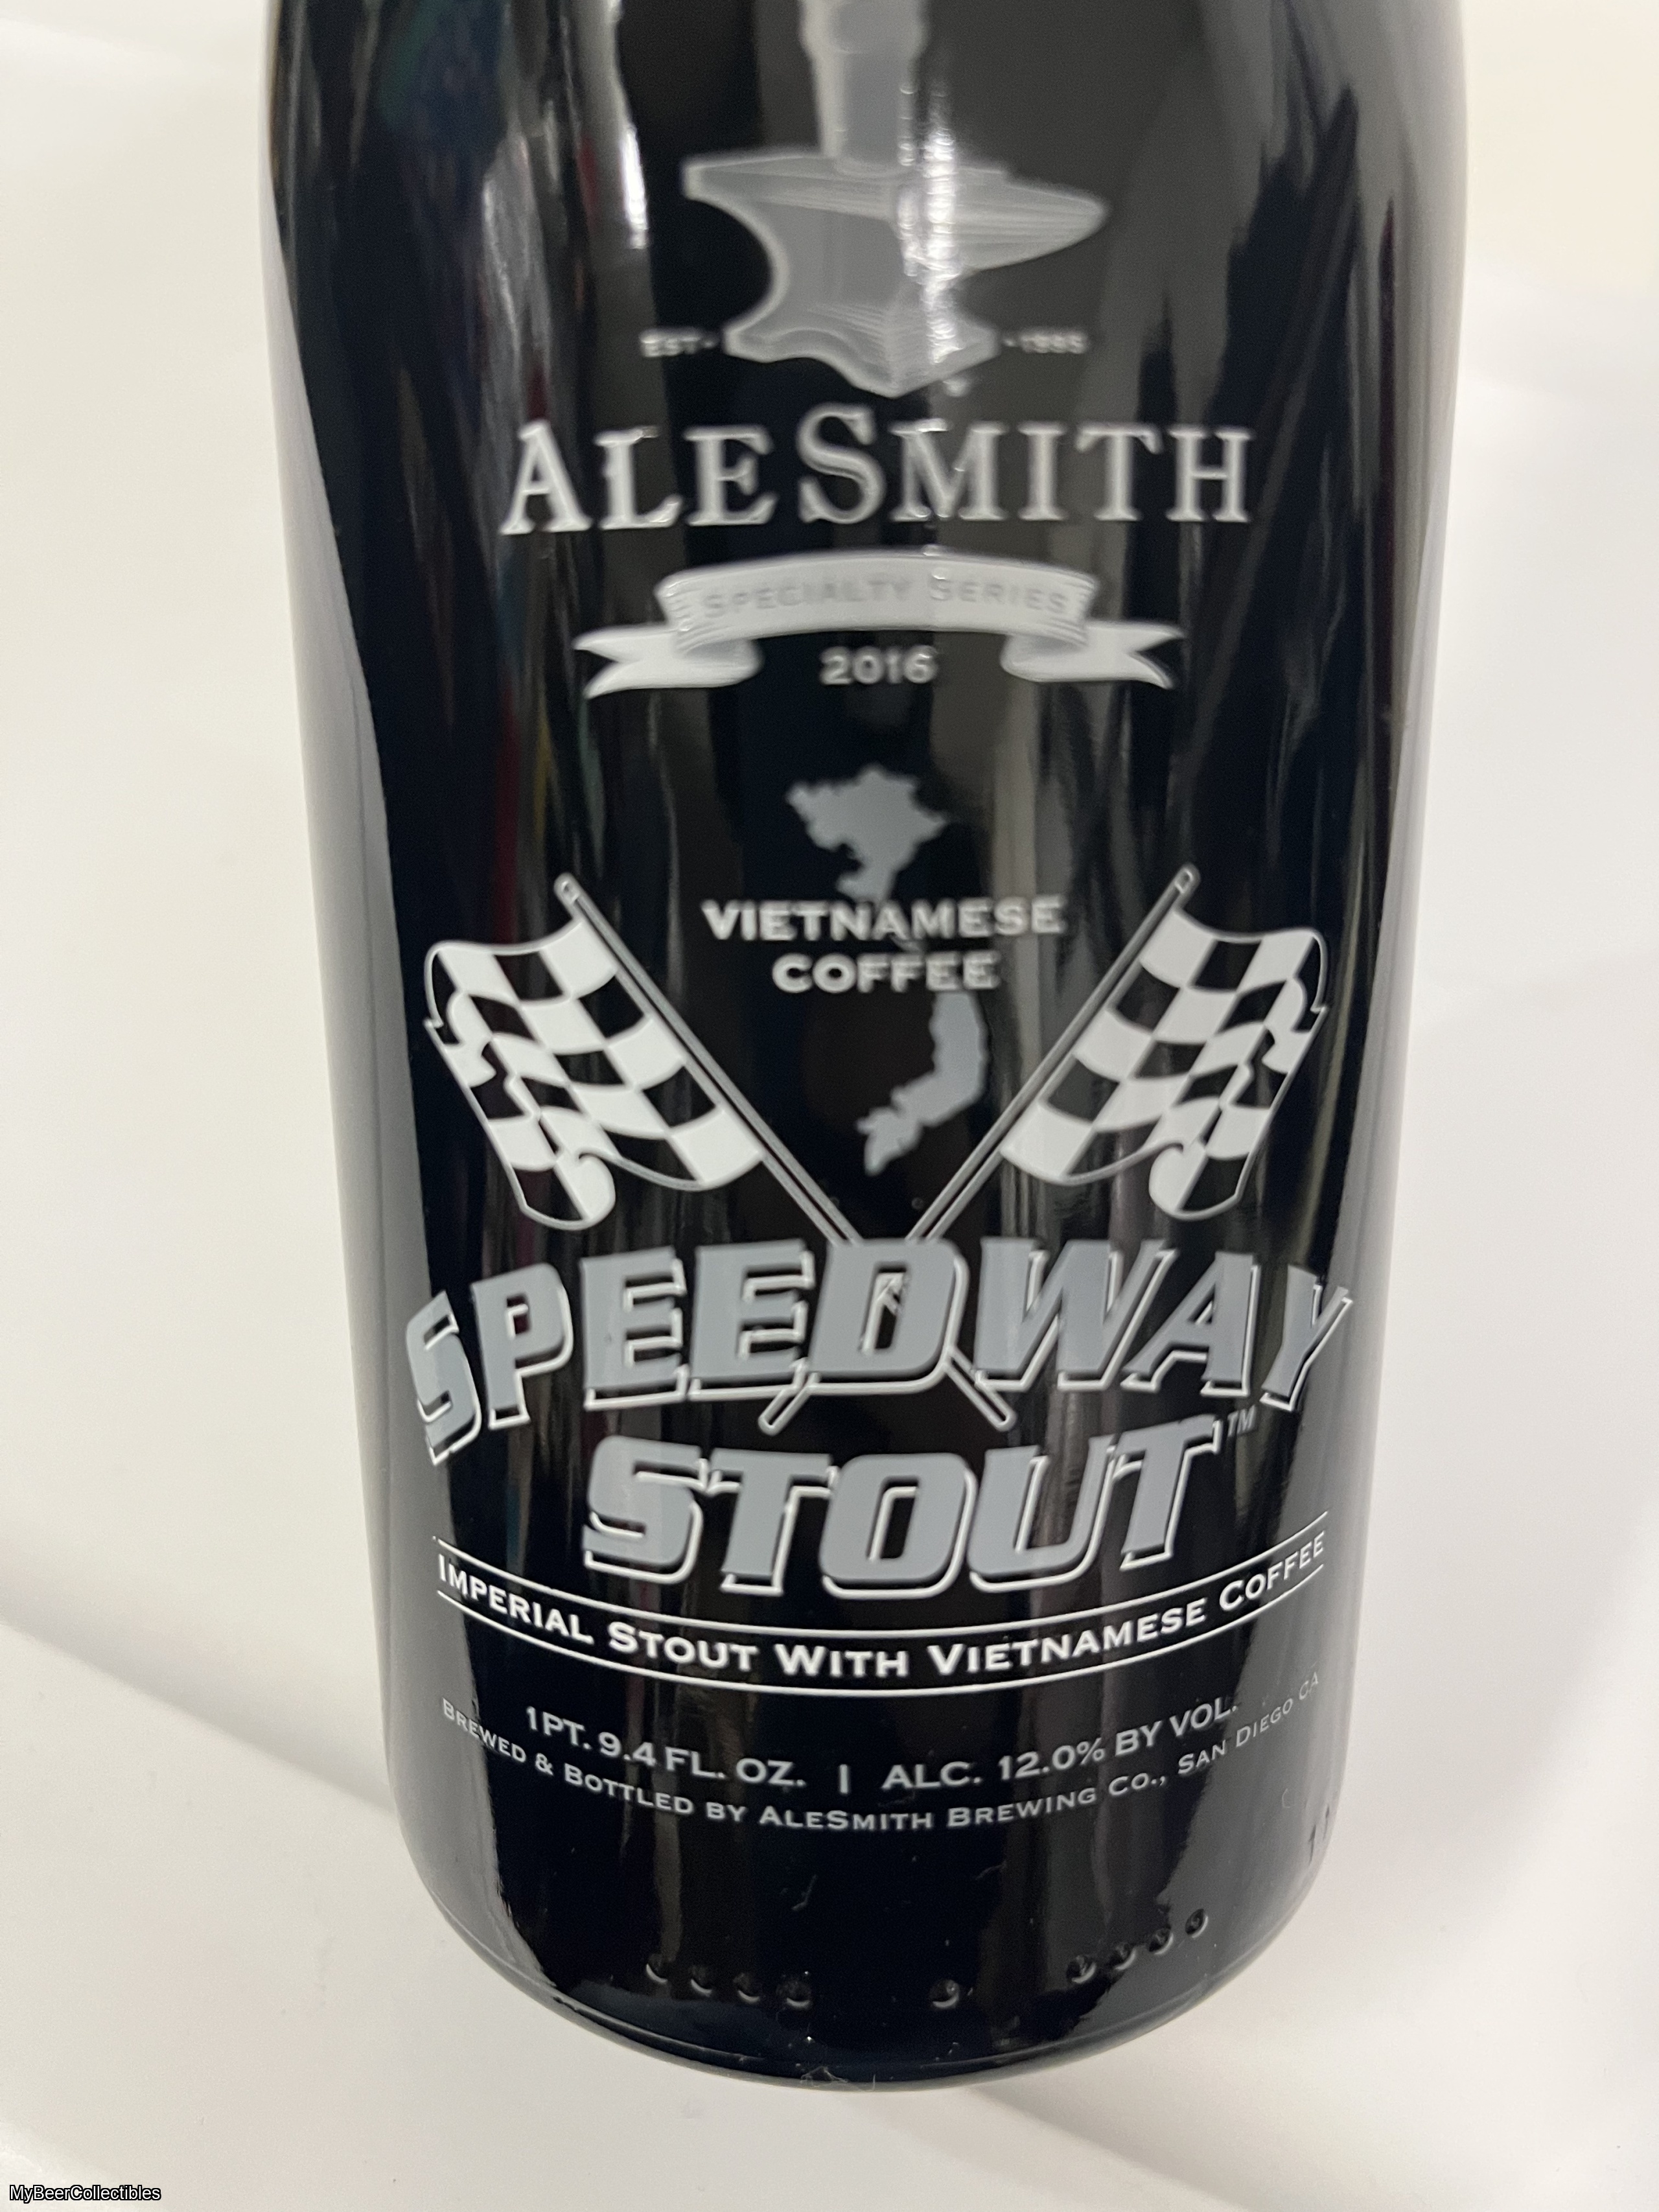 EST· ·1995
ALESMITH
SPECIALTY SERIES
2016
VIETNAMESE
COFFEE
SPEEDWAY
STOUT™
IMPERIAL STOUT WITH VIETNAMESE COFFEE
1PT. 9.4 FL. OZ. | ALC. 12.0% BY VOL.
BREWED & BOTTLED BY ALESMITH BREWING CO., SAN DIEGO CA
MyBeerCollectibles